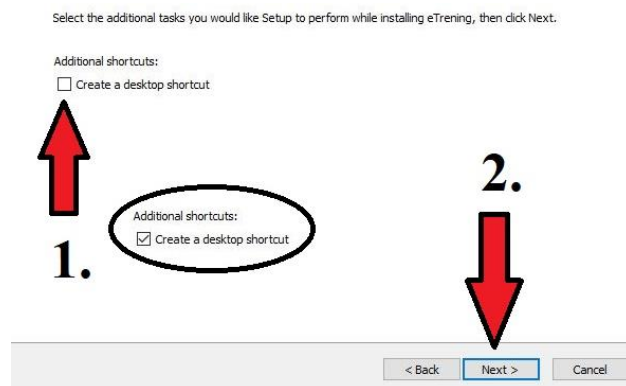 Select the additional tasks you would like Setup to perform while installing eTrening, then click Next.
Additional shortcuts:
Create a desktop shortcut
2.
Additional shortcuts:
Create a desktop shortcut
1.
< Back
Next >
Cancel